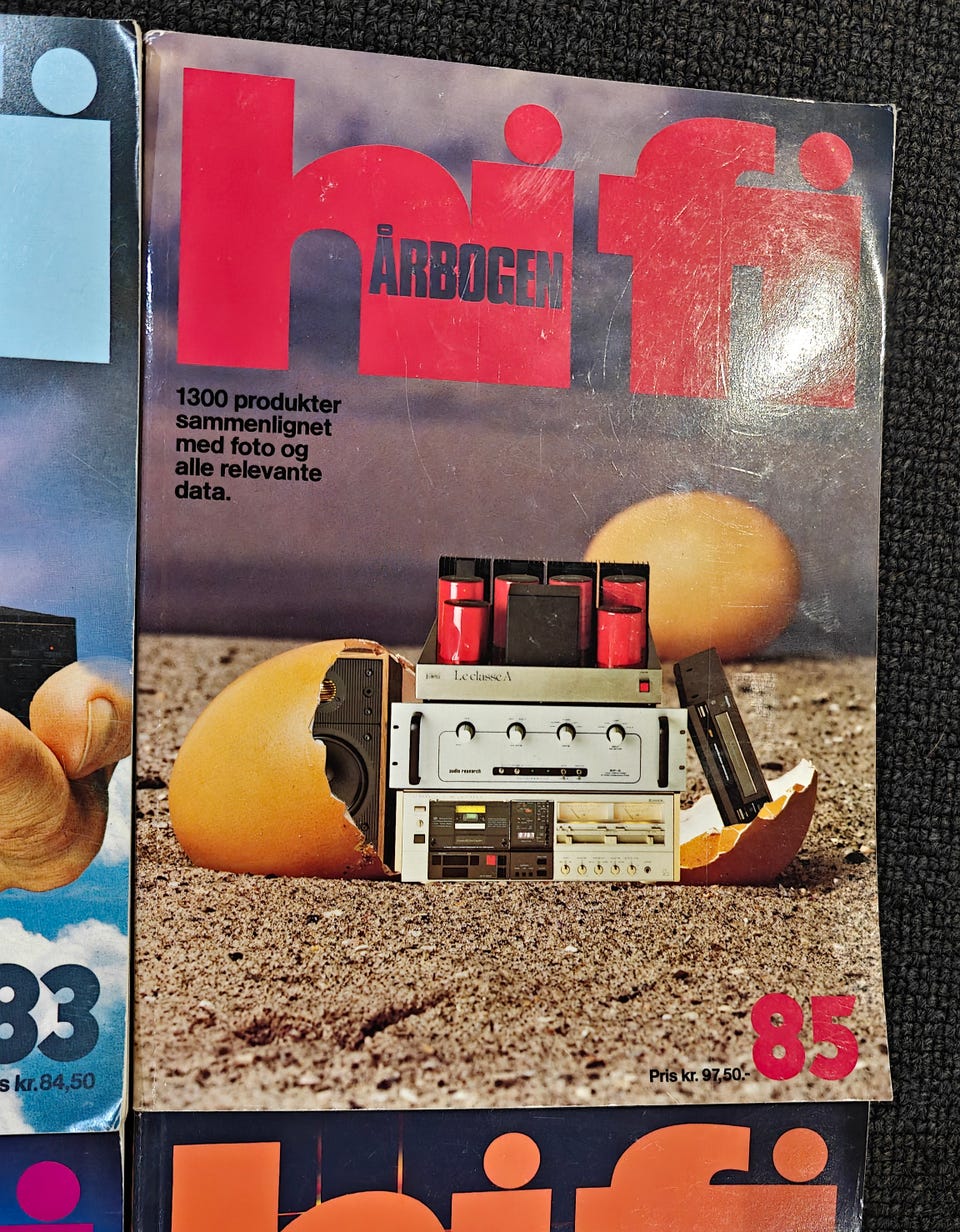 hifi
ÅRBOGEN
1300 produkter
sammenlignet
med foto og
alle relevante
data.
Le classe A
audio research
Pris kr. 97,50.-
85
83
s kr. 84,50
hifi